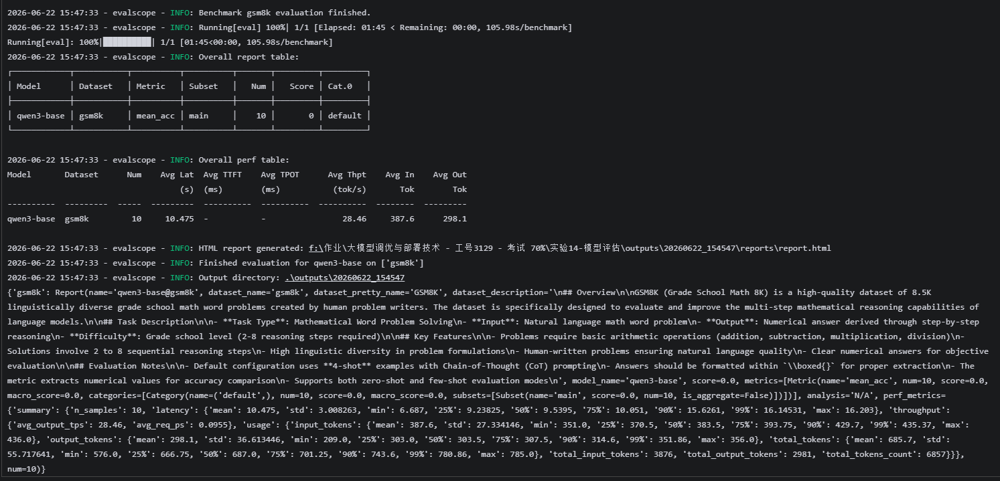 2026-06-22 15:47:33 - evalscope - INFO: Benchmark gsm8k evaluation finished.
2026-06-22 15:47:33 - evalscope - INFO: Running[eval] 100%| 1/1 [Elapsed: 01:45 < Remaining: 00:00, 105.98s/benchmark]
Running[eval]: 100%|██████████| 1/1 [01:45<00:00, 105.98s/benchmark]
2026-06-22 15:47:33 - evalscope - INFO: Overall report table:
| Model | Dataset | Metric | Subset | Num | Score | Cat.0 |
| qwen3-base | gsm8k | mean_acc | main | 10 | 0 | default |
2026-06-22 15:47:33 - evalscope - INFO: Overall perf table:
Model Dataset Num Avg Lat Avg TTFT Avg TPOT Avg Thpt Avg In Avg Out
(s) (ms) (ms) (tok/s) Tok Tok
---------- --------- ----- --------- ---------- ---------- ---------- -------- ---------
qwen3-base gsm8k 10 10.475 - - 28.46 387.6 298.1
2026-06-22 15:47:33 - evalscope - INFO: HTML report generated: f:\作业\大模型调优与部署技术 - 工号3129 - 考试 70%\实验14-模型评估\outputs\20260622_154547\reports\report.html
2026-06-22 15:47:33 - evalscope - INFO: Finished evaluation for qwen3-base on ['gsm8k']
2026-06-22 15:47:33 - evalscope - INFO: Output directory: .\outputs\20260622_154547
{'gsm8k': Report(name='qwen3-base@gsm8k', dataset_name='gsm8k', dataset_pretty_name='GSM8K', dataset_description='\n## Overview\n\nGSM8K (Grade School Math 8K) is a high-quality dataset of 8.5K
linguistically diverse grade school math word problems created by human problem writers. The dataset is specifically designed to evaluate and improve the multi-step mathematical reasoning capabilities of
language models.\n\n## Task Description\n\n- **Task Type**: Mathematical Word Problem Solving\n- **Input**: Natural language math word problem\n- **Output**: Numerical answer derived through step-by-step
reasoning\n- **Difficulty**: Grade school level (2-8 reasoning steps required)\n\n## Key Features\n\n- Problems require basic arithmetic operations (addition, subtraction, multiplication, division)\n-
Solutions involve 2 to 8 sequential reasoning steps\n- High linguistic diversity in problem formulations\n- Human-written problems ensuring natural language quality\n- Clear numerical answers for objective
evaluation\n\n## Evaluation Notes\n\n- Default configuration uses **4-shot** examples with Chain-of-Thought (CoT) prompting\n- Answers should be formatted within `\\boxed{}` for proper extraction\n- The
metric extracts numerical values for accuracy comparison\n- Supports both zero-shot and few-shot evaluation modes\n', model_name='qwen3-base', score=0.0, metrics=[Metric(name='mean_acc', num=10, score=0.0,
macro_score=0.0, categories=[Category(name=('default',), num=10, score=0.0, macro_score=0.0, subsets=[Subset(name='main', score=0.0, num=10, is_aggregate=False)])])], analysis='N/A', perf_metrics=
{'summary': {'n_samples': 10, 'latency': {'mean': 10.475, 'std': 3.008263, 'min': 6.687, '25%': 9.23825, '50%': 9.5395, '75%': 10.051, '90%': 15.6261, '99%': 16.14531, 'max': 16.203}, 'throughput':
{'avg_output_tps': 28.46, 'avg_req_ps': 0.0955}, 'usage': {'input_tokens': {'mean': 387.6, 'std': 27.334146, 'min': 351.0, '25%': 370.5, '50%': 383.5, '75%': 393.75, '90%': 429.7, '99%': 435.37, 'max':
436.0}, 'output_tokens': {'mean': 298.1, 'std': 36.613446, 'min': 209.0, '25%': 303.0, '50%': 303.5, '75%': 307.5, '90%': 314.6, '99%': 351.86, 'max': 356.0}, 'total_tokens': {'mean': 685.7, 'std':
55.717641, 'min': 576.0, '25%': 666.75, '50%': 687.0, '75%': 701.25, '90%': 743.6, '99%': 780.86, 'max': 785.0}, 'total_input_tokens': 3876, 'total_output_tokens': 2981, 'total_tokens_count': 6857}}},
num=10)}